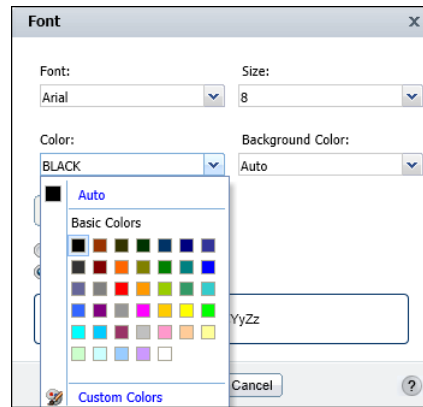 Font
x
Font: Size:
Arial 8
Color: Background Color:
BLACK Auto
Auto
Basic Colors
YyZz
Custom Colors
Cancel ?